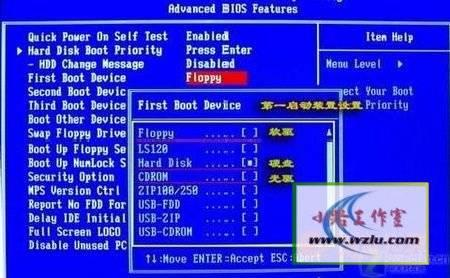 Advanced BIOS Features
Quick Power On Self Test Enabled
Hard Disk Boot Priority Press Enter
- HDD Change Message Disabled
First Boot Device Floppy
Second Boot Devic
Third Boot Device
Boot Other Device
Swap Floppy Drive
Boot Up Floppy Se
Boot Up NumLock S
Security Option
MPS Version Ctrl
Report No FDD For
Delay IDE Initial
Full Screen LOGO
Disable Unused PC
Item Help
Menu Level
ect Your Boot
Priority
First Boot Device 第一启动装置设置
Floppy ..... [ ] 软驱
LS120 ..... [ ]
Hard Disk ..... [■] 硬盘
CDROM ..... [ ] 光驱
ZIP100/250 ..... [ ]
USB-FDD ..... [ ]
USB-ZIP ..... [ ]
USB-CDROM ..... [ ]
↑↓:Move ENTER:Accept ESC:Abort
工作室
www.wzlu.com